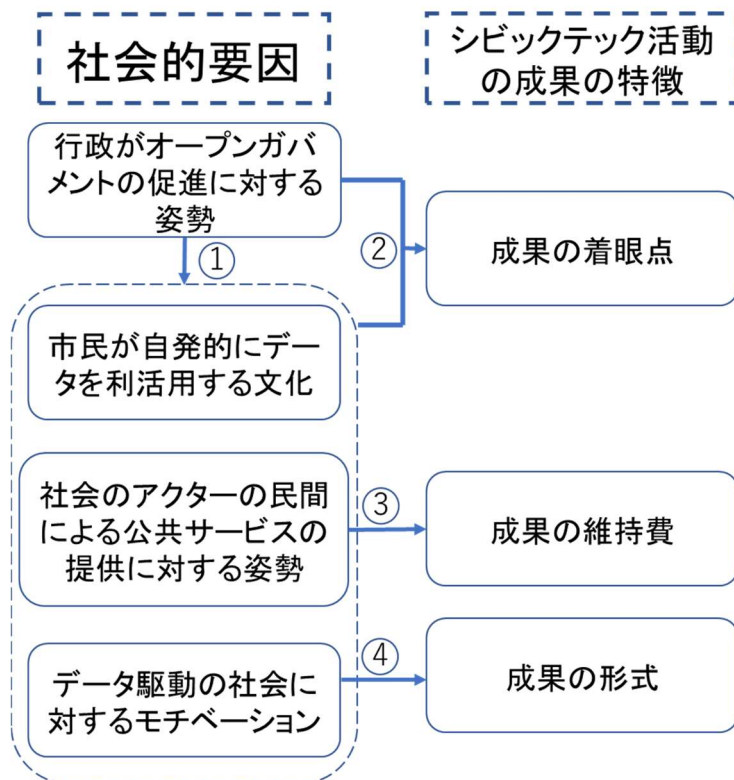 社会的要因
シビックテック活動
の成果の特徴
行政がオープンガバ
メントの促進に対する
姿勢
①
②
成果の着眼点
市民が自発的にデー
タを利活用する文化
社会のアクターの民間
による公共サービスの
提供に対する姿勢
③
成果の維持費
データ駆動の社会に
対するモチベーション
④
成果の形式